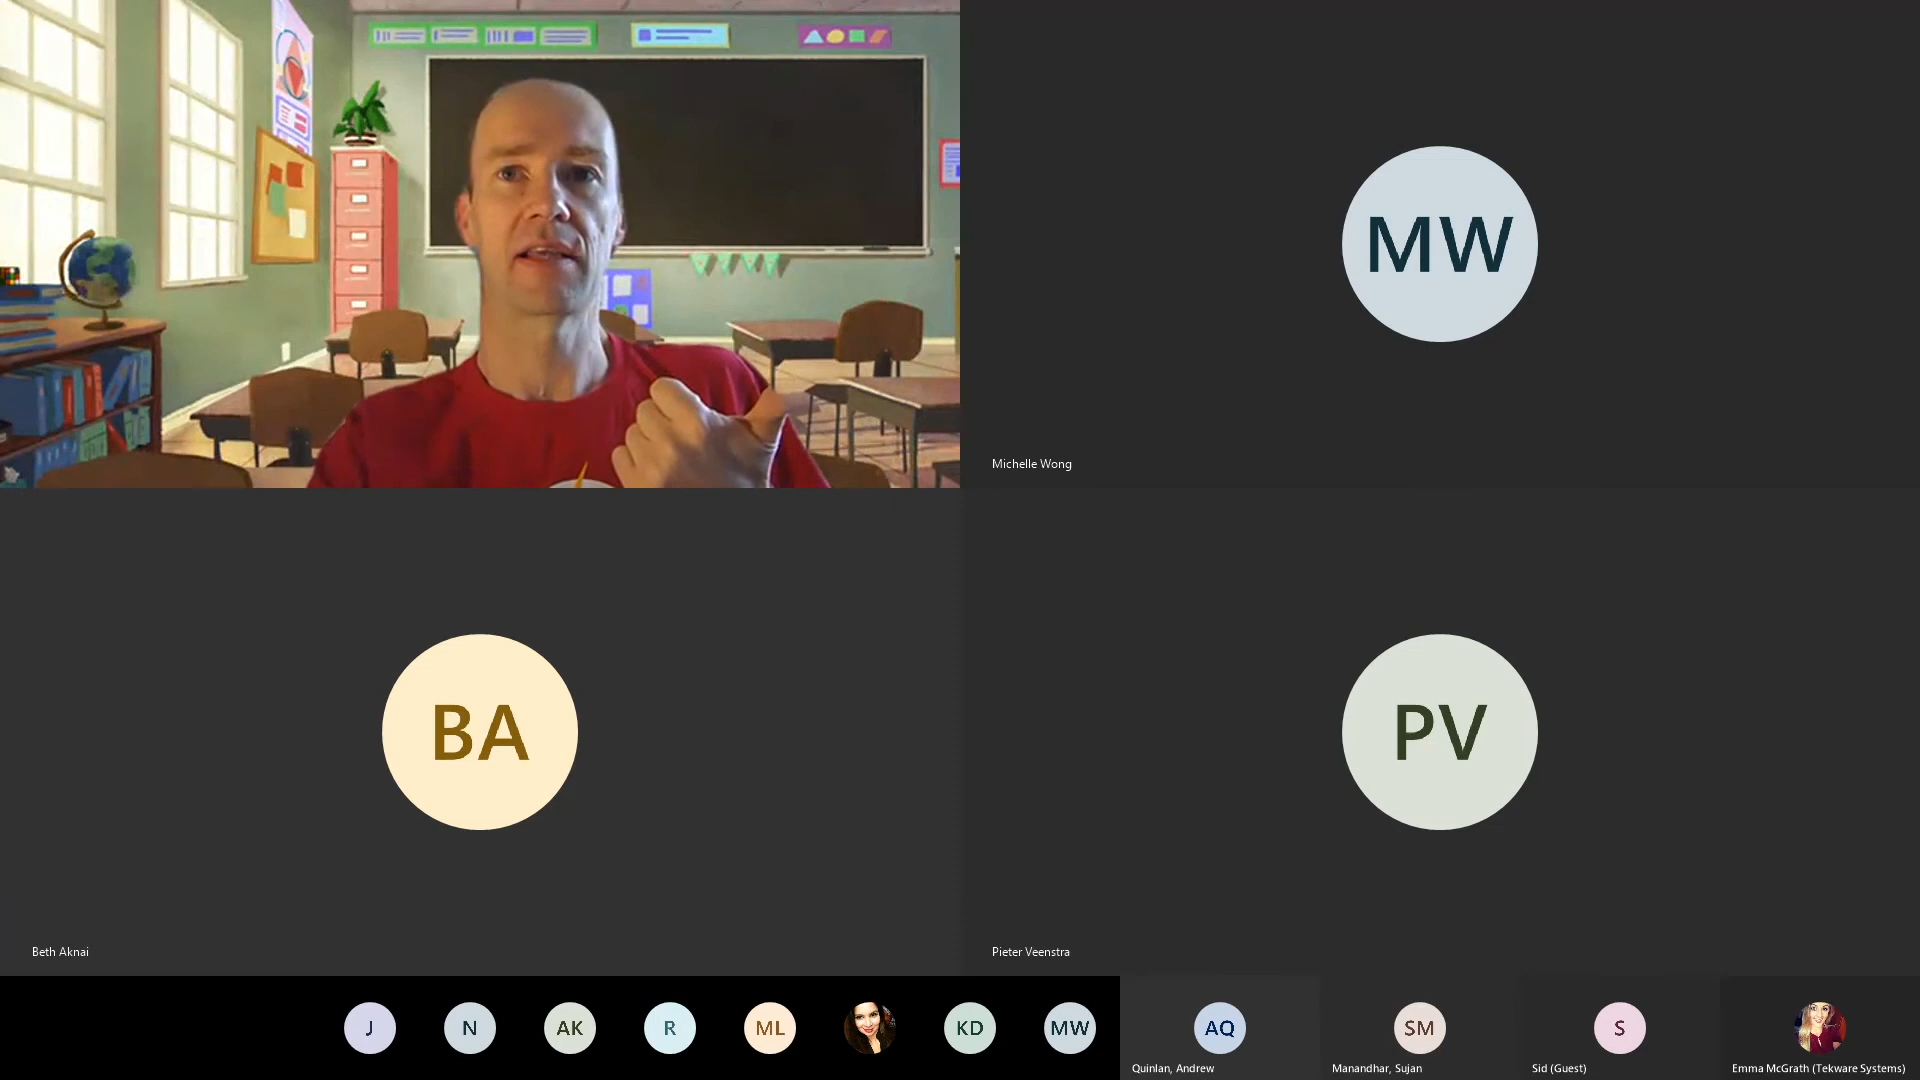 MW
Michelle Wong
BA
PV
Beth Aknai
Pieter Veenstra
J
N
AK
R
ML
KD
MW
AQ
SM
S
Quinlan, Andrew
Manandhar, Sujan
Sid (Guest)
Emma McGrath (Tekware Systems)